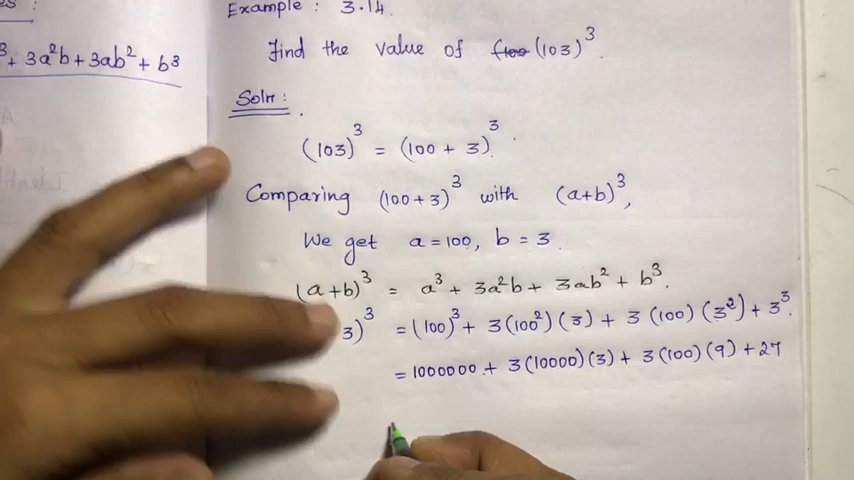 Example : 3.14.
³ + 3a²b + 3ab² + b³
Find the value of (103)³.
Soln :
(103)³ = (100 + 3)³.
Comparing (100+3)³ with (a+b)³,
We get a = 100, b = 3.
(a+b)³ = a³ + 3a²b + 3ab² + b³.
3)³ = (100)³ + 3(100²)(3) + 3(100)(3²) + 3³.
= 1000000 + 3(10000)(3) + 3(100)(9) + 27